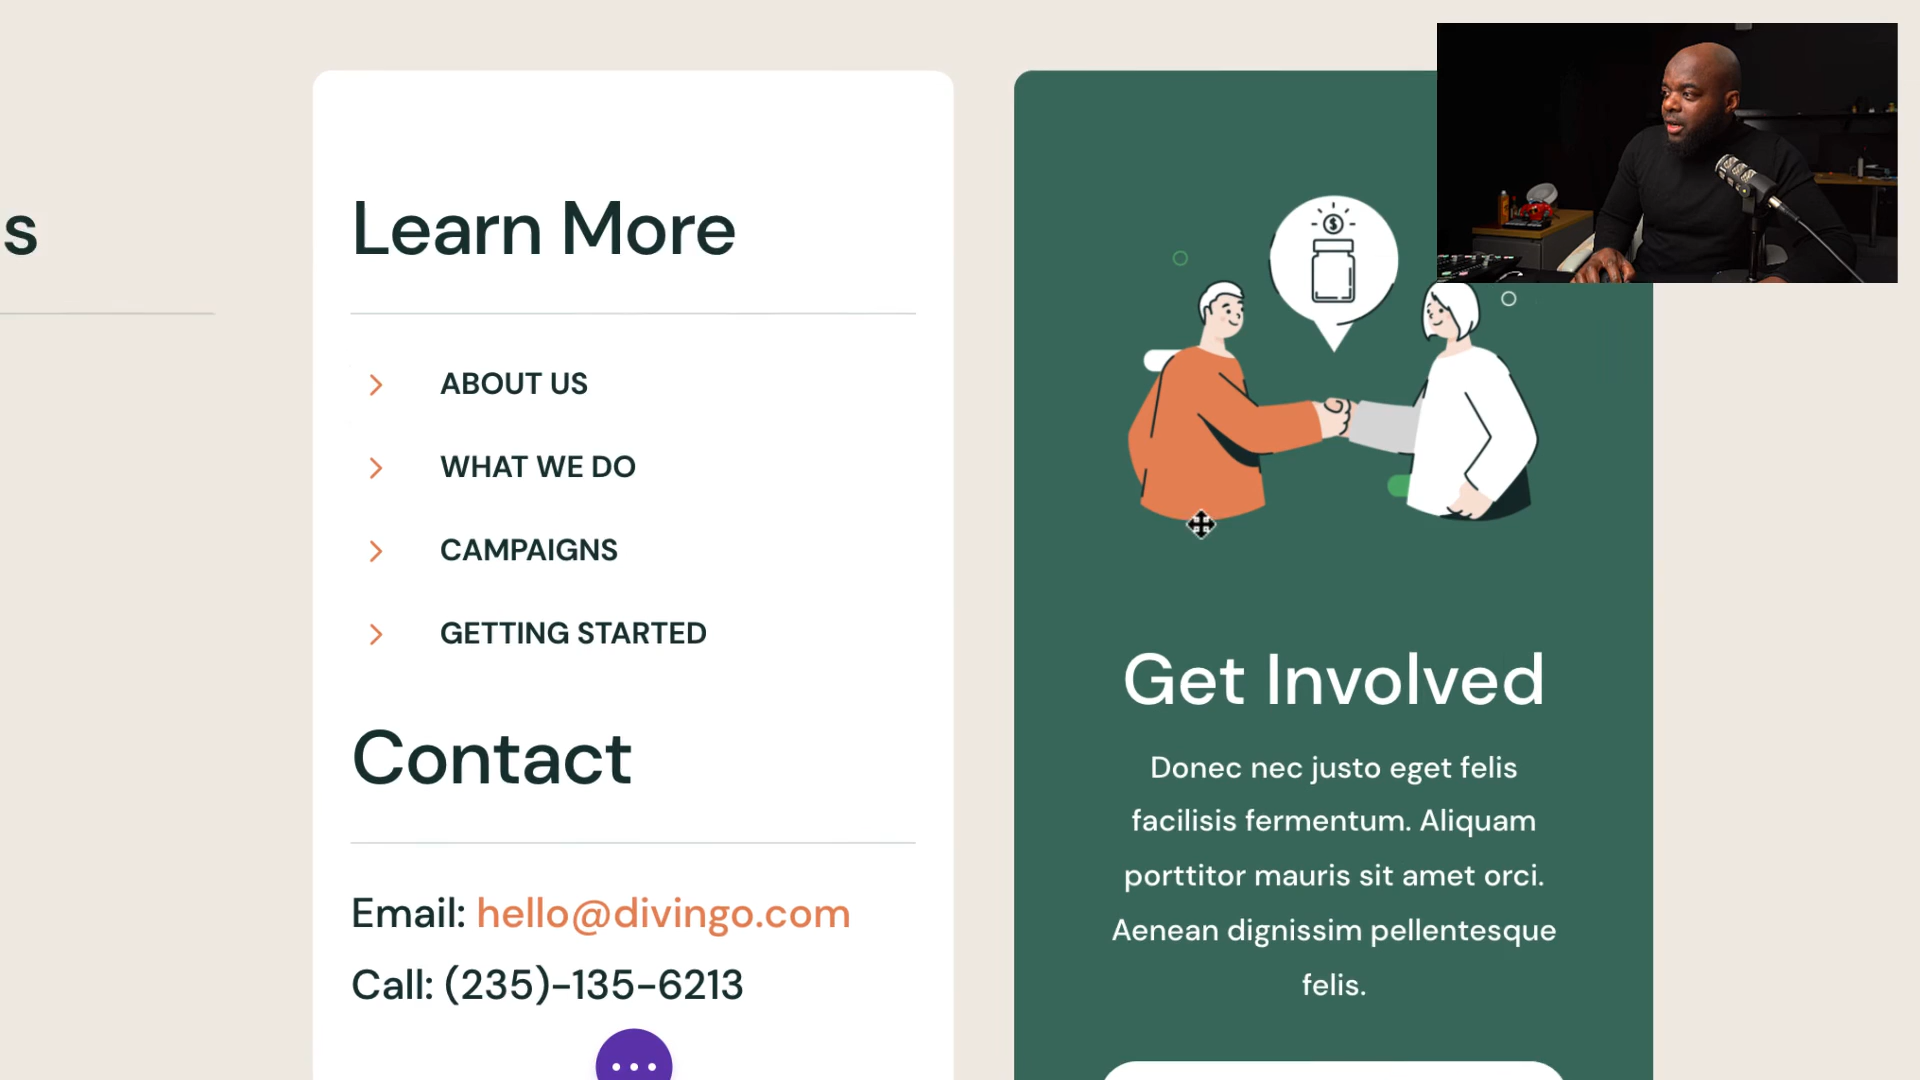 s
Learn More
ABOUT US
WHAT WE DO
CAMPAIGNS
GETTING STARTED
Contact
Email: hello@divingo.com
Call: (235)-135-6213
$
Get Involved
Donec nec justo eget felis
facilisis fermentum. Aliquam
porttitor mauris sit amet orci.
Aenean dignissim pellentesque
felis.